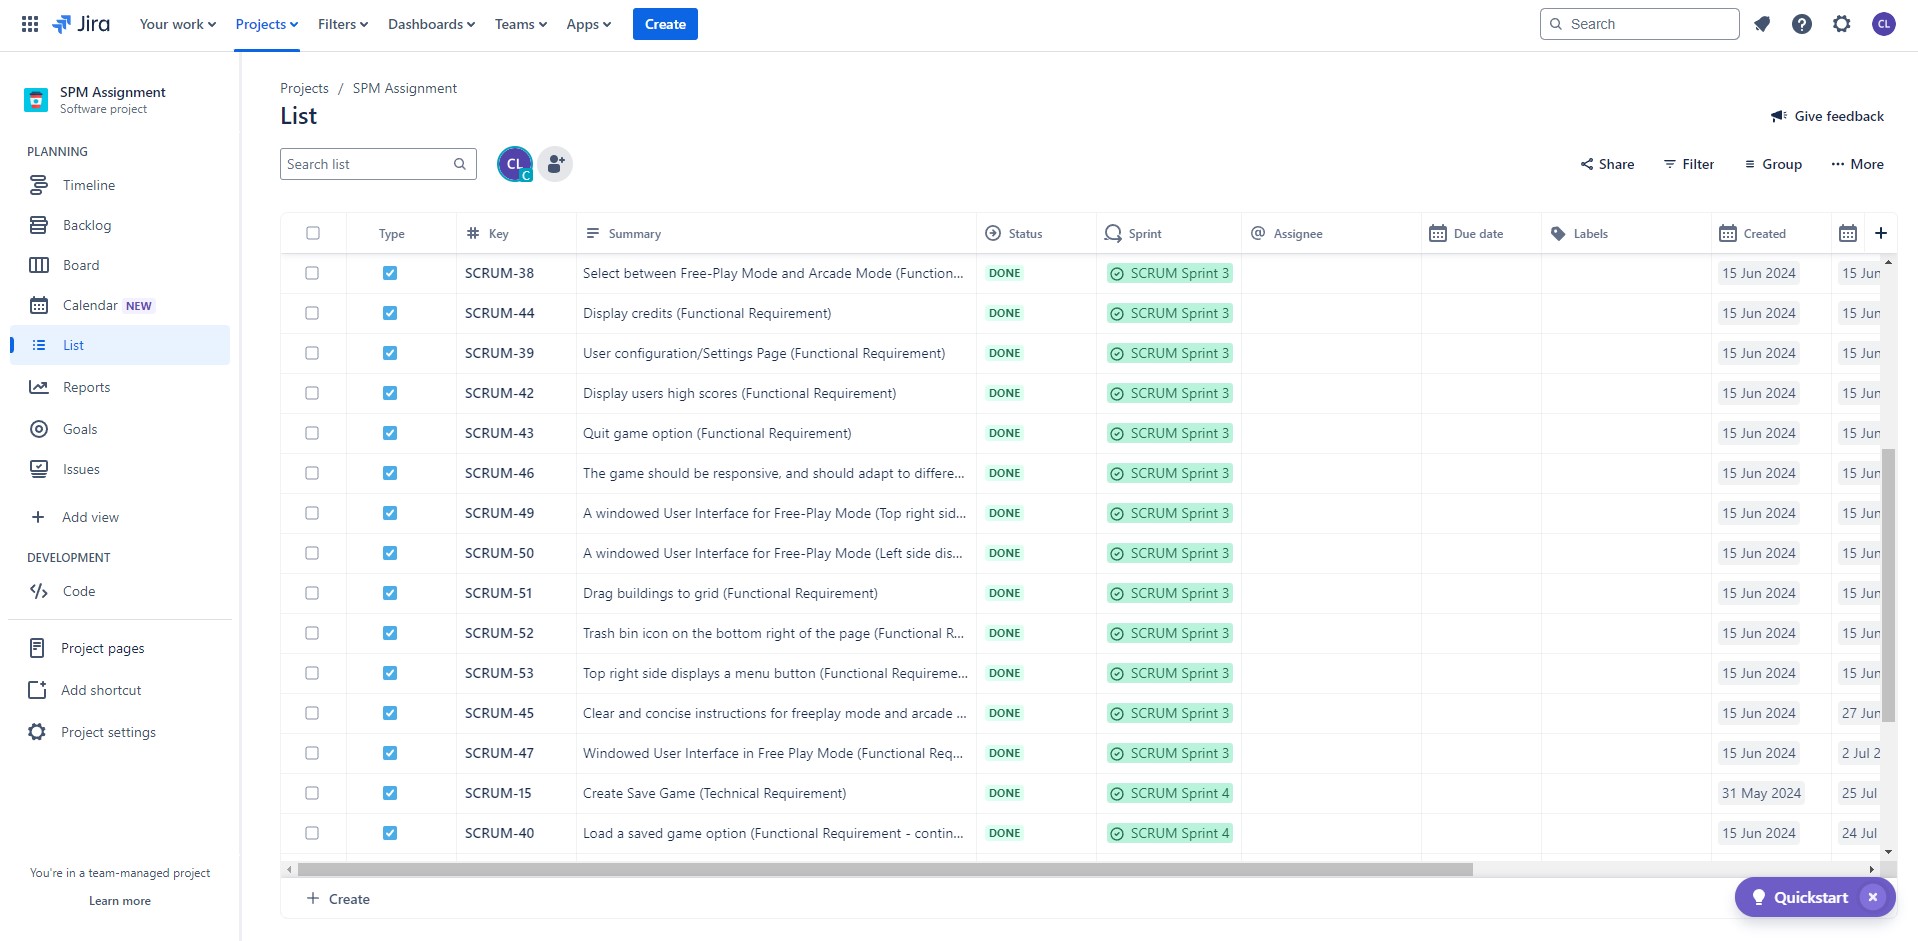 Jira Your work Projects Filters Dashboards Teams Apps Create Search CL
SPM Assignment
Software project
PLANNING
Timeline
Backlog
Board
Calendar NEW
List
Reports
Goals
Issues
Add view
DEVELOPMENT
Code
Project pages
Add shortcut
Project settings
You're in a team-managed project
Learn more
Projects / SPM Assignment
List
Give feedback
Search list CL C Share Filter Group More
Type # Key Summary Status Sprint @ Assignee Due date Labels Created +
SCRUM-38 Select between Free-Play Mode and Arcade Mode (Function... DONE SCRUM Sprint 3 15 Jun 2024 15 Jun
SCRUM-44 Display credits (Functional Requirement) DONE SCRUM Sprint 3 15 Jun 2024 15 Jun
SCRUM-39 User configuration/Settings Page (Functional Requirement) DONE SCRUM Sprint 3 15 Jun 2024 15 Jun
SCRUM-42 Display users high scores (Functional Requirement) DONE SCRUM Sprint 3 15 Jun 2024 15 Jun
SCRUM-43 Quit game option (Functional Requirement) DONE SCRUM Sprint 3 15 Jun 2024 15 Jun
SCRUM-46 The game should be responsive, and should adapt to differe... DONE SCRUM Sprint 3 15 Jun 2024 15 Jun
SCRUM-49 A windowed User Interface for Free-Play Mode (Top right sid... DONE SCRUM Sprint 3 15 Jun 2024 15 Jun
SCRUM-50 A windowed User Interface for Free-Play Mode (Left side dis... DONE SCRUM Sprint 3 15 Jun 2024 15 Jun
SCRUM-51 Drag buildings to grid (Functional Requirement) DONE SCRUM Sprint 3 15 Jun 2024 15 Jun
SCRUM-52 Trash bin icon on the bottom right of the page (Functional R... DONE SCRUM Sprint 3 15 Jun 2024 15 Jun
SCRUM-53 Top right side displays a menu button (Functional Requireme... DONE SCRUM Sprint 3 15 Jun 2024 15 Jun
SCRUM-45 Clear and concise instructions for freeplay mode and arcade ... DONE SCRUM Sprint 3 15 Jun 2024 27 Jun
SCRUM-47 Windowed User Interface in Free Play Mode (Functional Req... DONE SCRUM Sprint 3 15 Jun 2024 2 Jul 2
SCRUM-15 Create Save Game (Technical Requirement) DONE SCRUM Sprint 4 31 May 2024 25 Jul
SCRUM-40 Load a saved game option (Functional Requirement - contin... DONE SCRUM Sprint 4 15 Jun 2024 24 Jul
+ Create
Quickstart